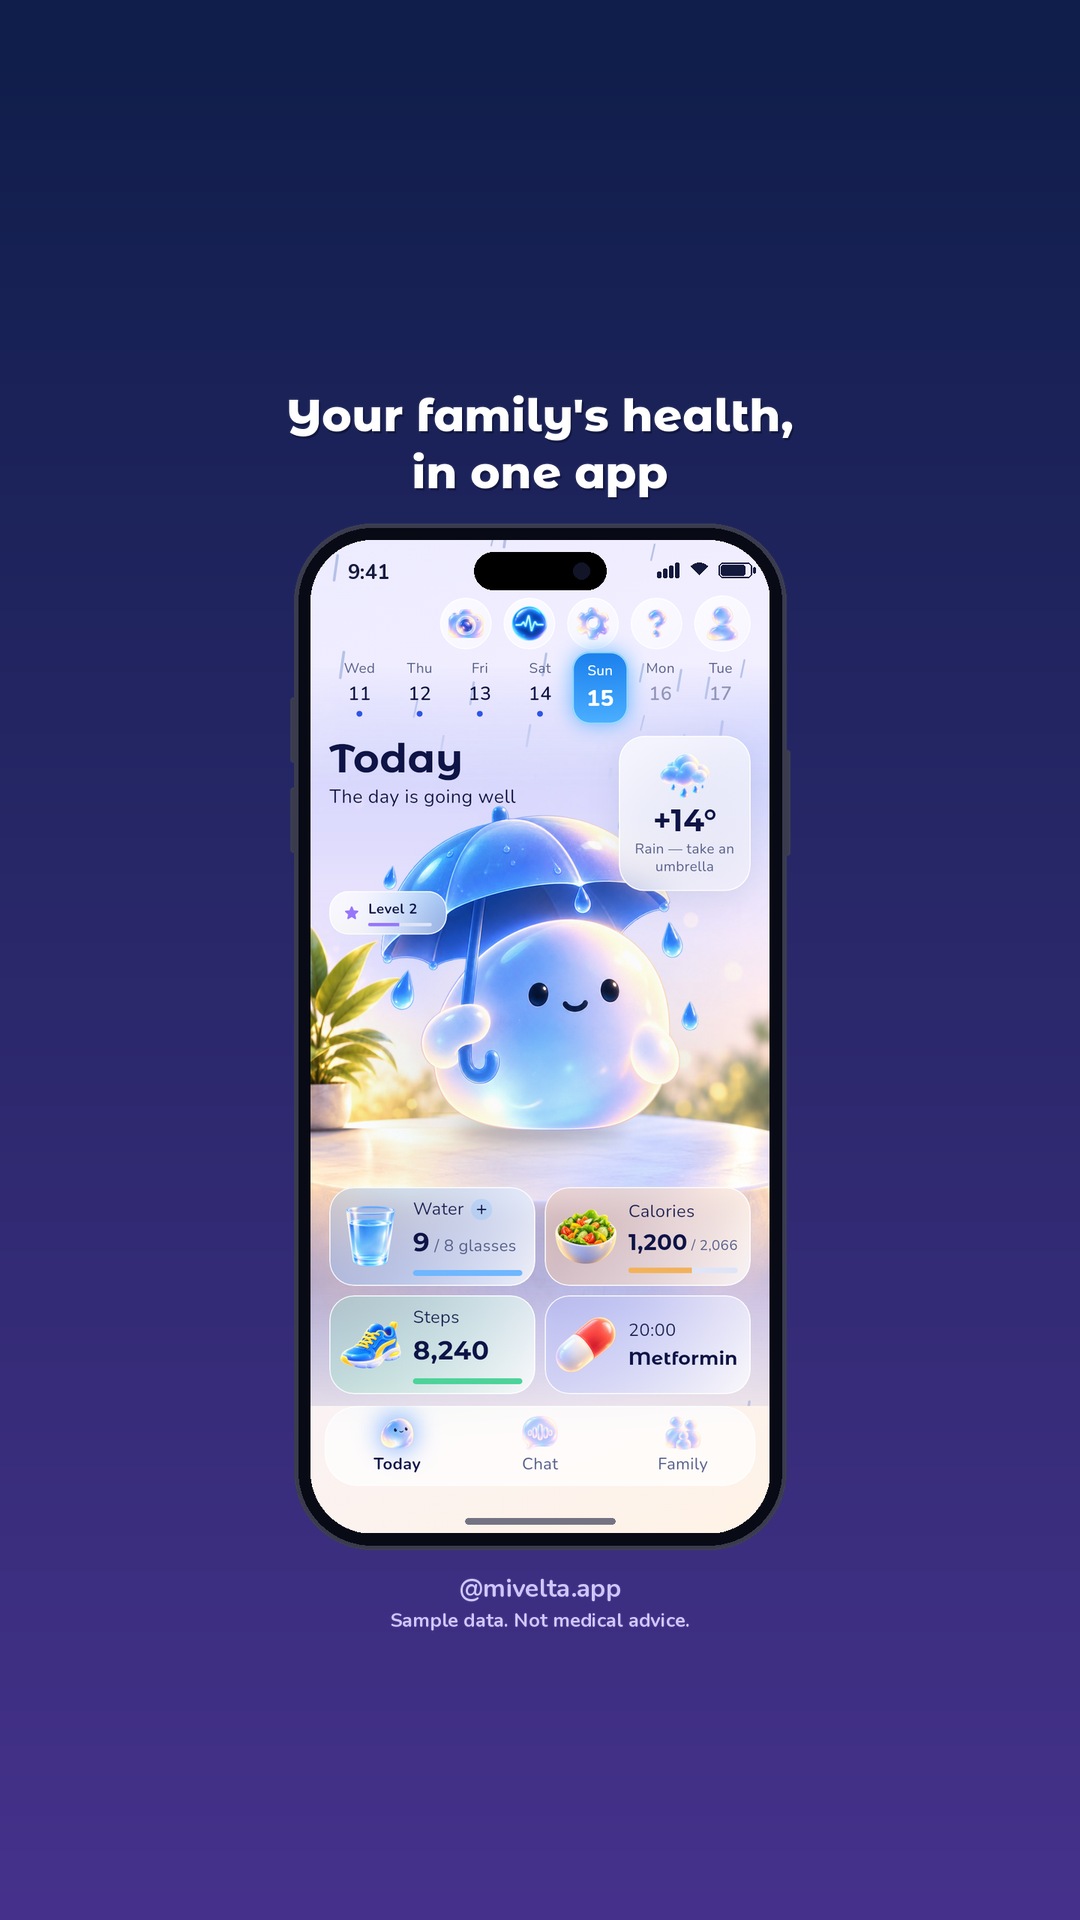 Your family's health,
in one app
9:41
Wed Thu Fri Sat Sun Mon Tue
11 12 13 14 15 16 17
Today
The day is going well
+14°
Rain — take an
umbrella
Level 2
Water +
9 / 8 glasses
Calories
1,200 / 2,066
Steps
8,240
20:00
Metformin
Today Chat Family
@mivelta.app
Sample data. Not medical advice.